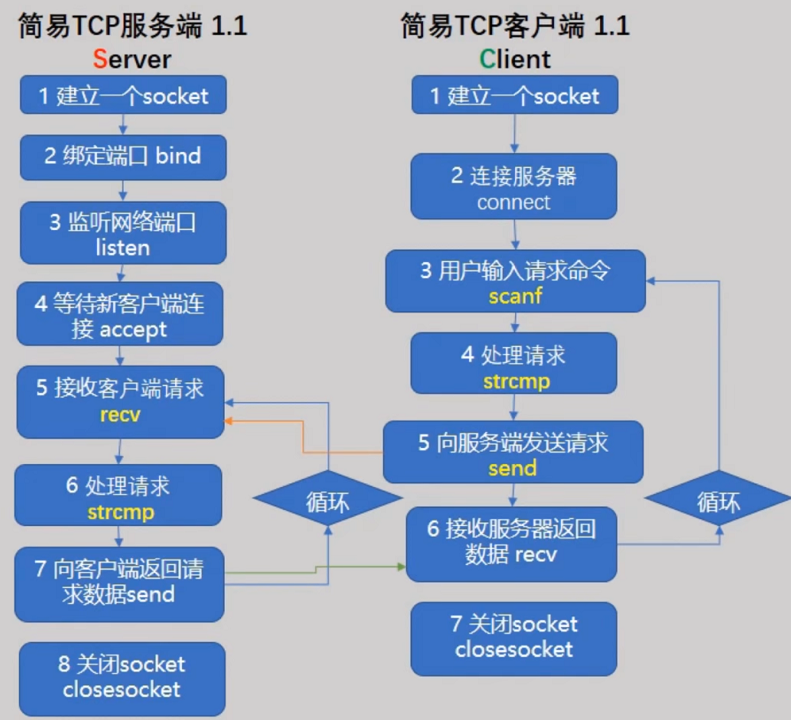 简易TCP服务端 1.1
Server
1 建立一个socket
2 绑定端口 bind
3 监听网络端口
listen
4 等待新客户端连
接 accept
5 接收客户端请求
recv
6 处理请求
strcmp
7 向客户端返回请
求数据send
8 关闭socket
closesocket
循环
简易TCP客户端 1.1
Client
1 建立一个socket
2 连接服务器
connect
3 用户输入请求命令
scanf
4 处理请求
strcmp
5 向服务端发送请求
send
6 接收服务器返回
数据 recv
7 关闭socket
closesocket
循环